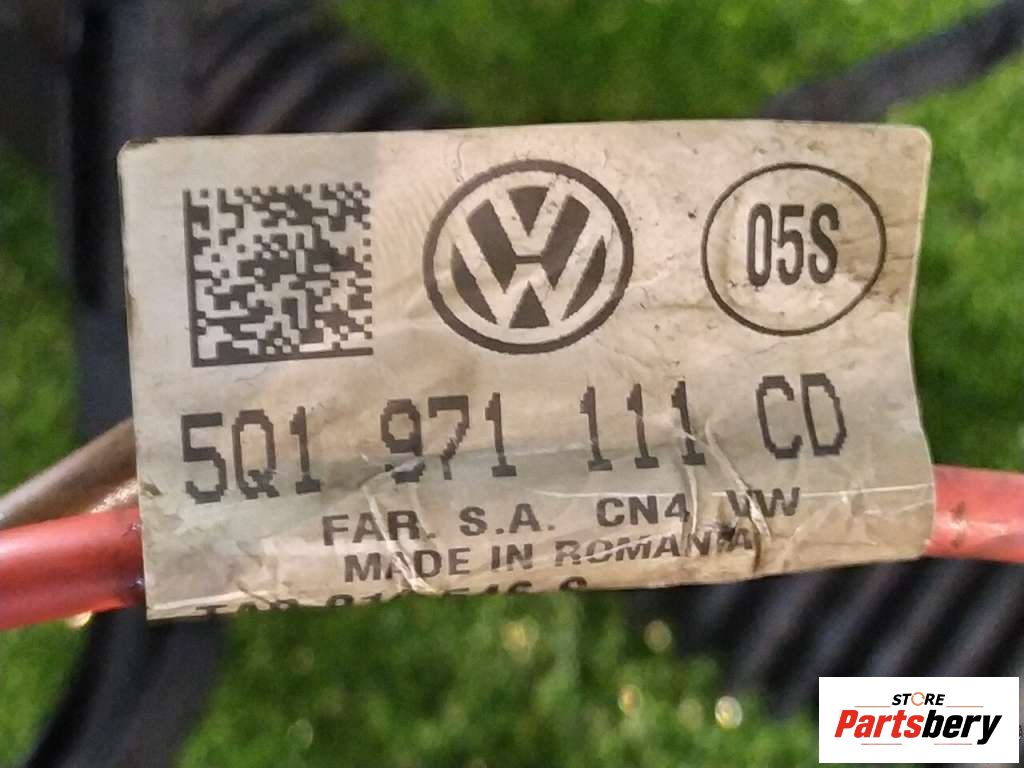 05S
5Q1 971 111 CD
FAR. S.A. CN4 VW
MADE IN ROMANIA
STORE
Partsbery